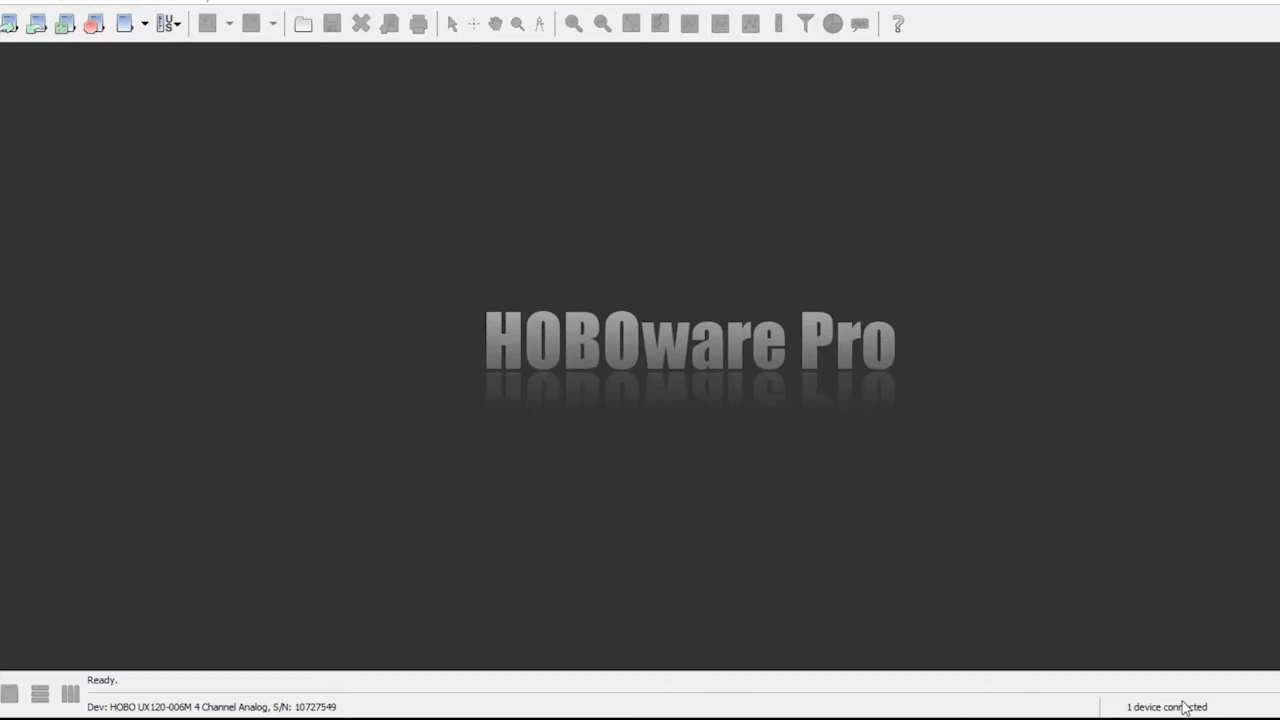 HOBOware Pro
Ready.
Dev: HOBO UX120-006M 4 Channel Analog, S/N: 10727549
1 device connected